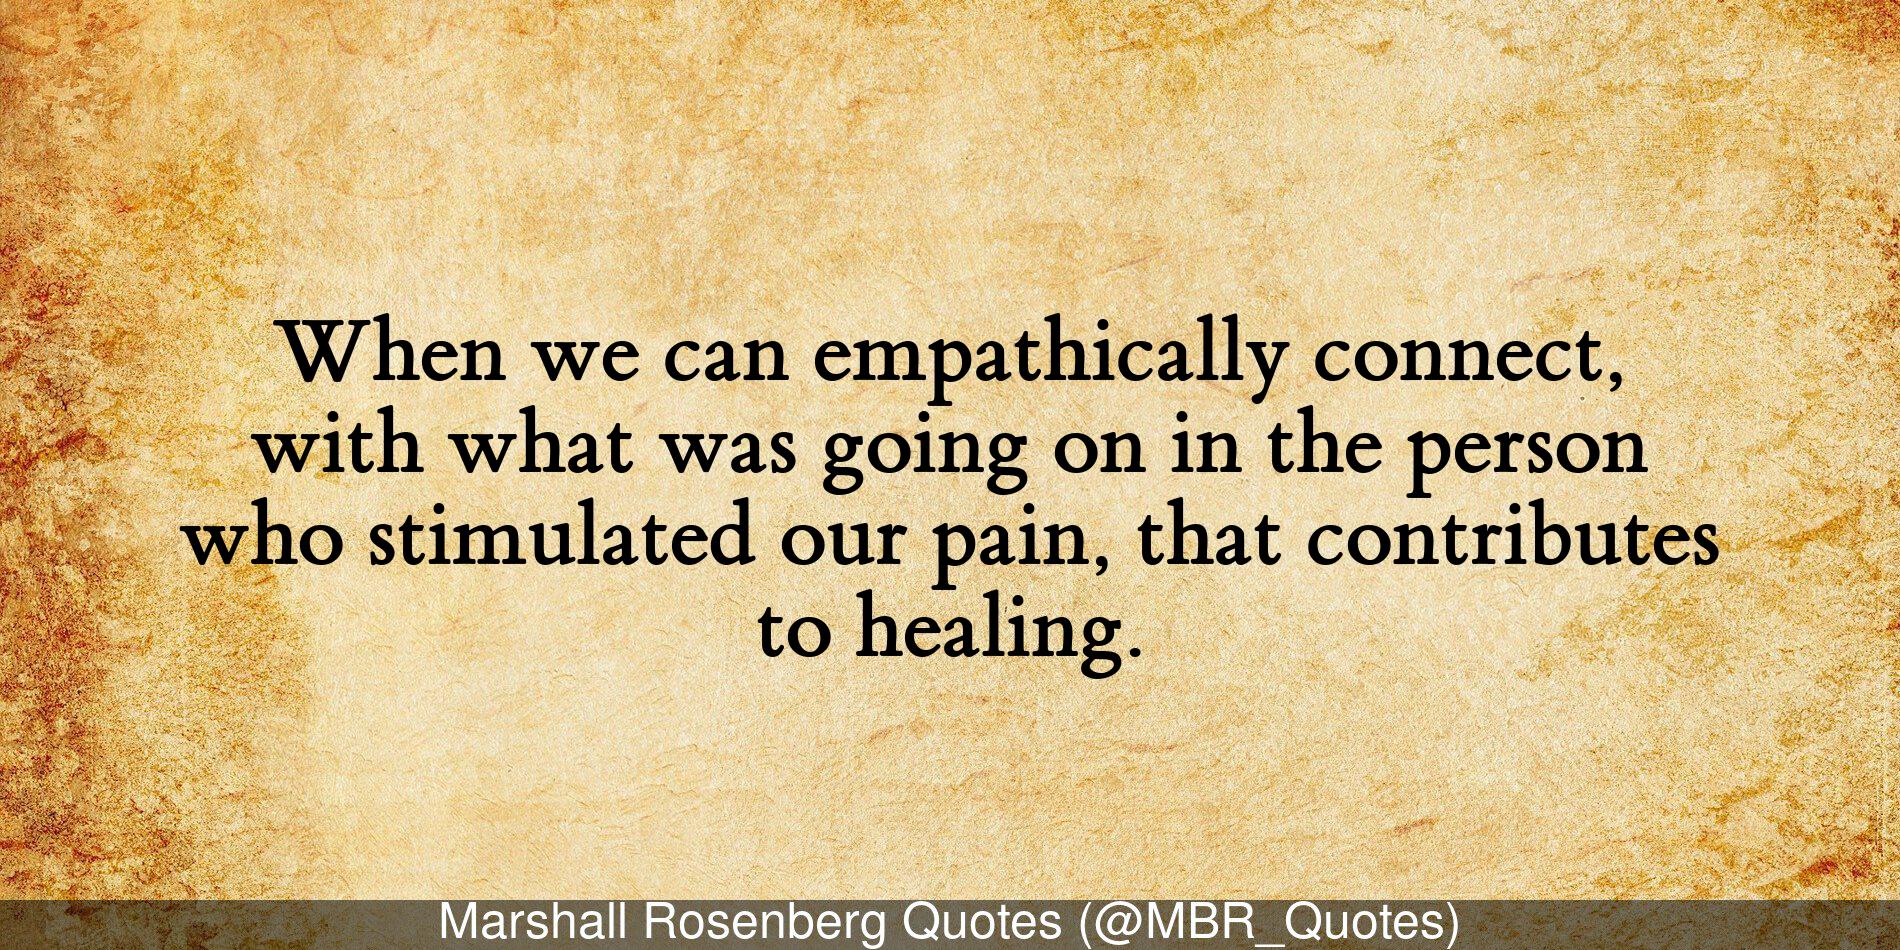 When we can empathically connect,
with what was going on in the person
who stimulated our pain, that contributes
to healing.
Marshall Rosenberg Quotes (@MBR_Quotes)